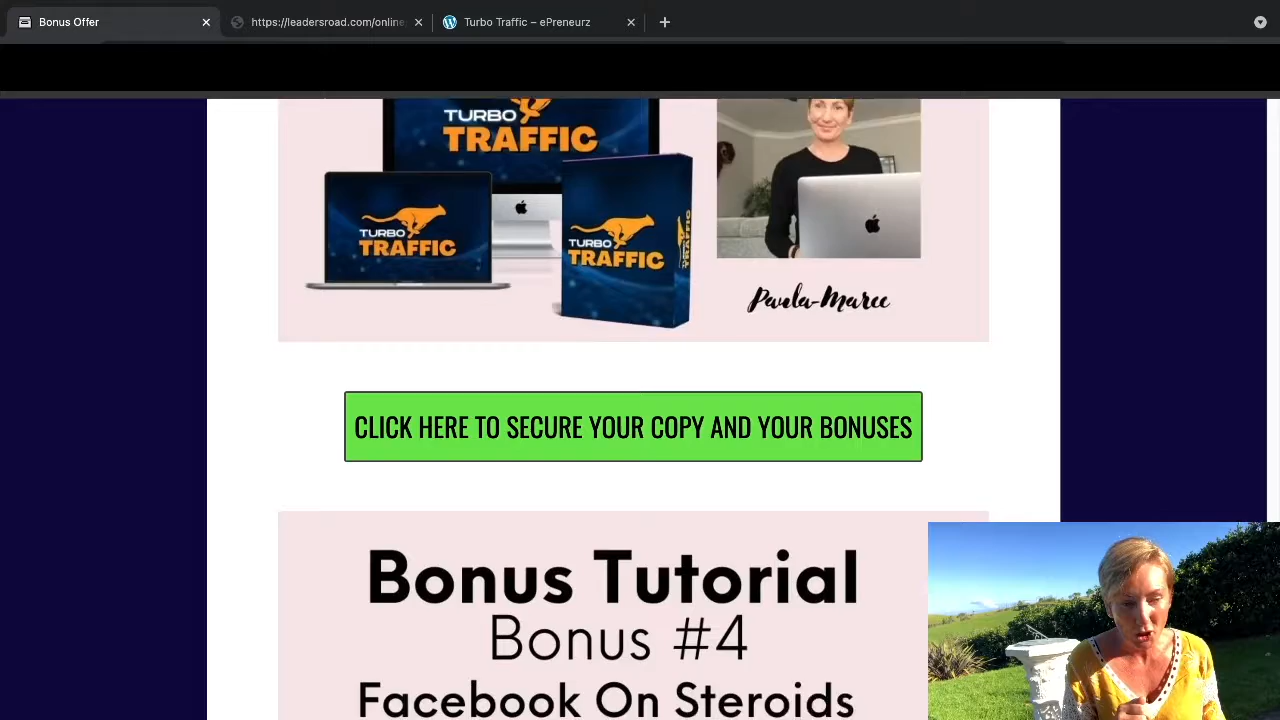 Bonus Offer
https://leadersroad.com/online
Turbo Traffic – ePreneurz
TURBO
TRAFFIC
TURBO
TRAFFIC
TURBO
TRAFFIC
TRAFFIC
Paula-Maree
CLICK HERE TO SECURE YOUR COPY AND YOUR BONUSES
Bonus Tutorial
Bonus #4
Facebook On Steroids